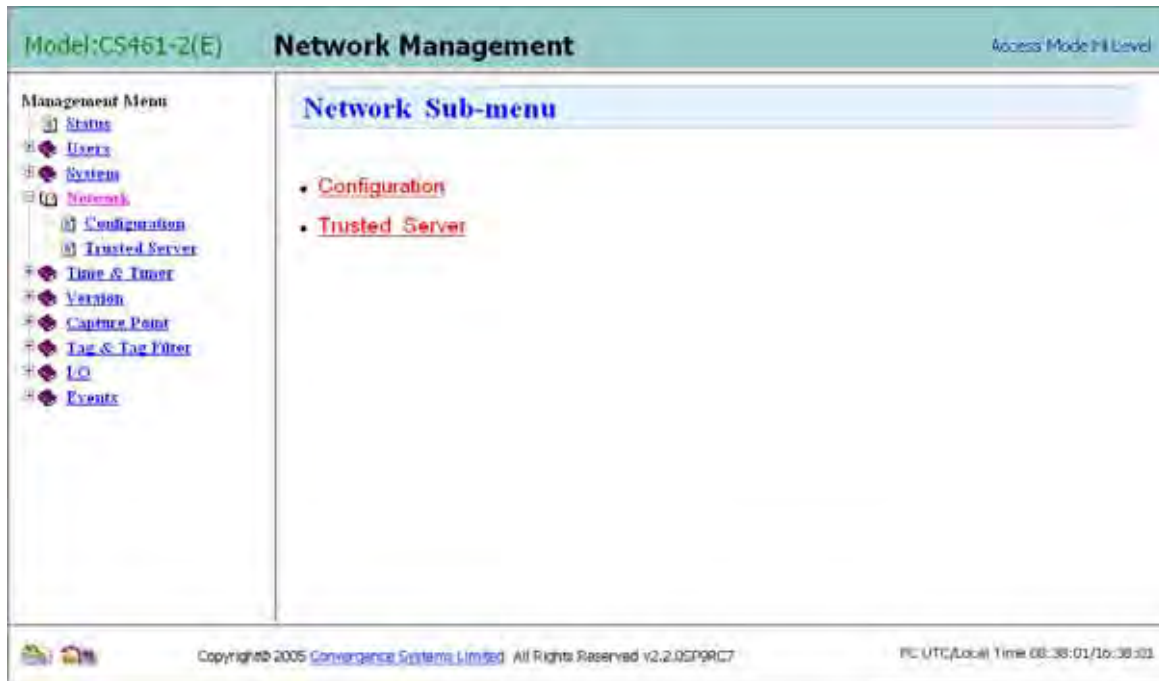 Model:CS461-2(E)
Network Management
Access Mode Hi Level
Management Menu
Status
Users
System
Network
Configuration
Trusted Server
Time & Timer
Version
Capture Point
Tag & Tag Filter
I/O
Events
Network Sub-menu
• Configuration
• Trusted Server
Copyright© 2005 Convergence Systems Limited All Rights Reserved v2.2.0SP9RC7
PC UTC/Local Time 08:38:01/16:38:01